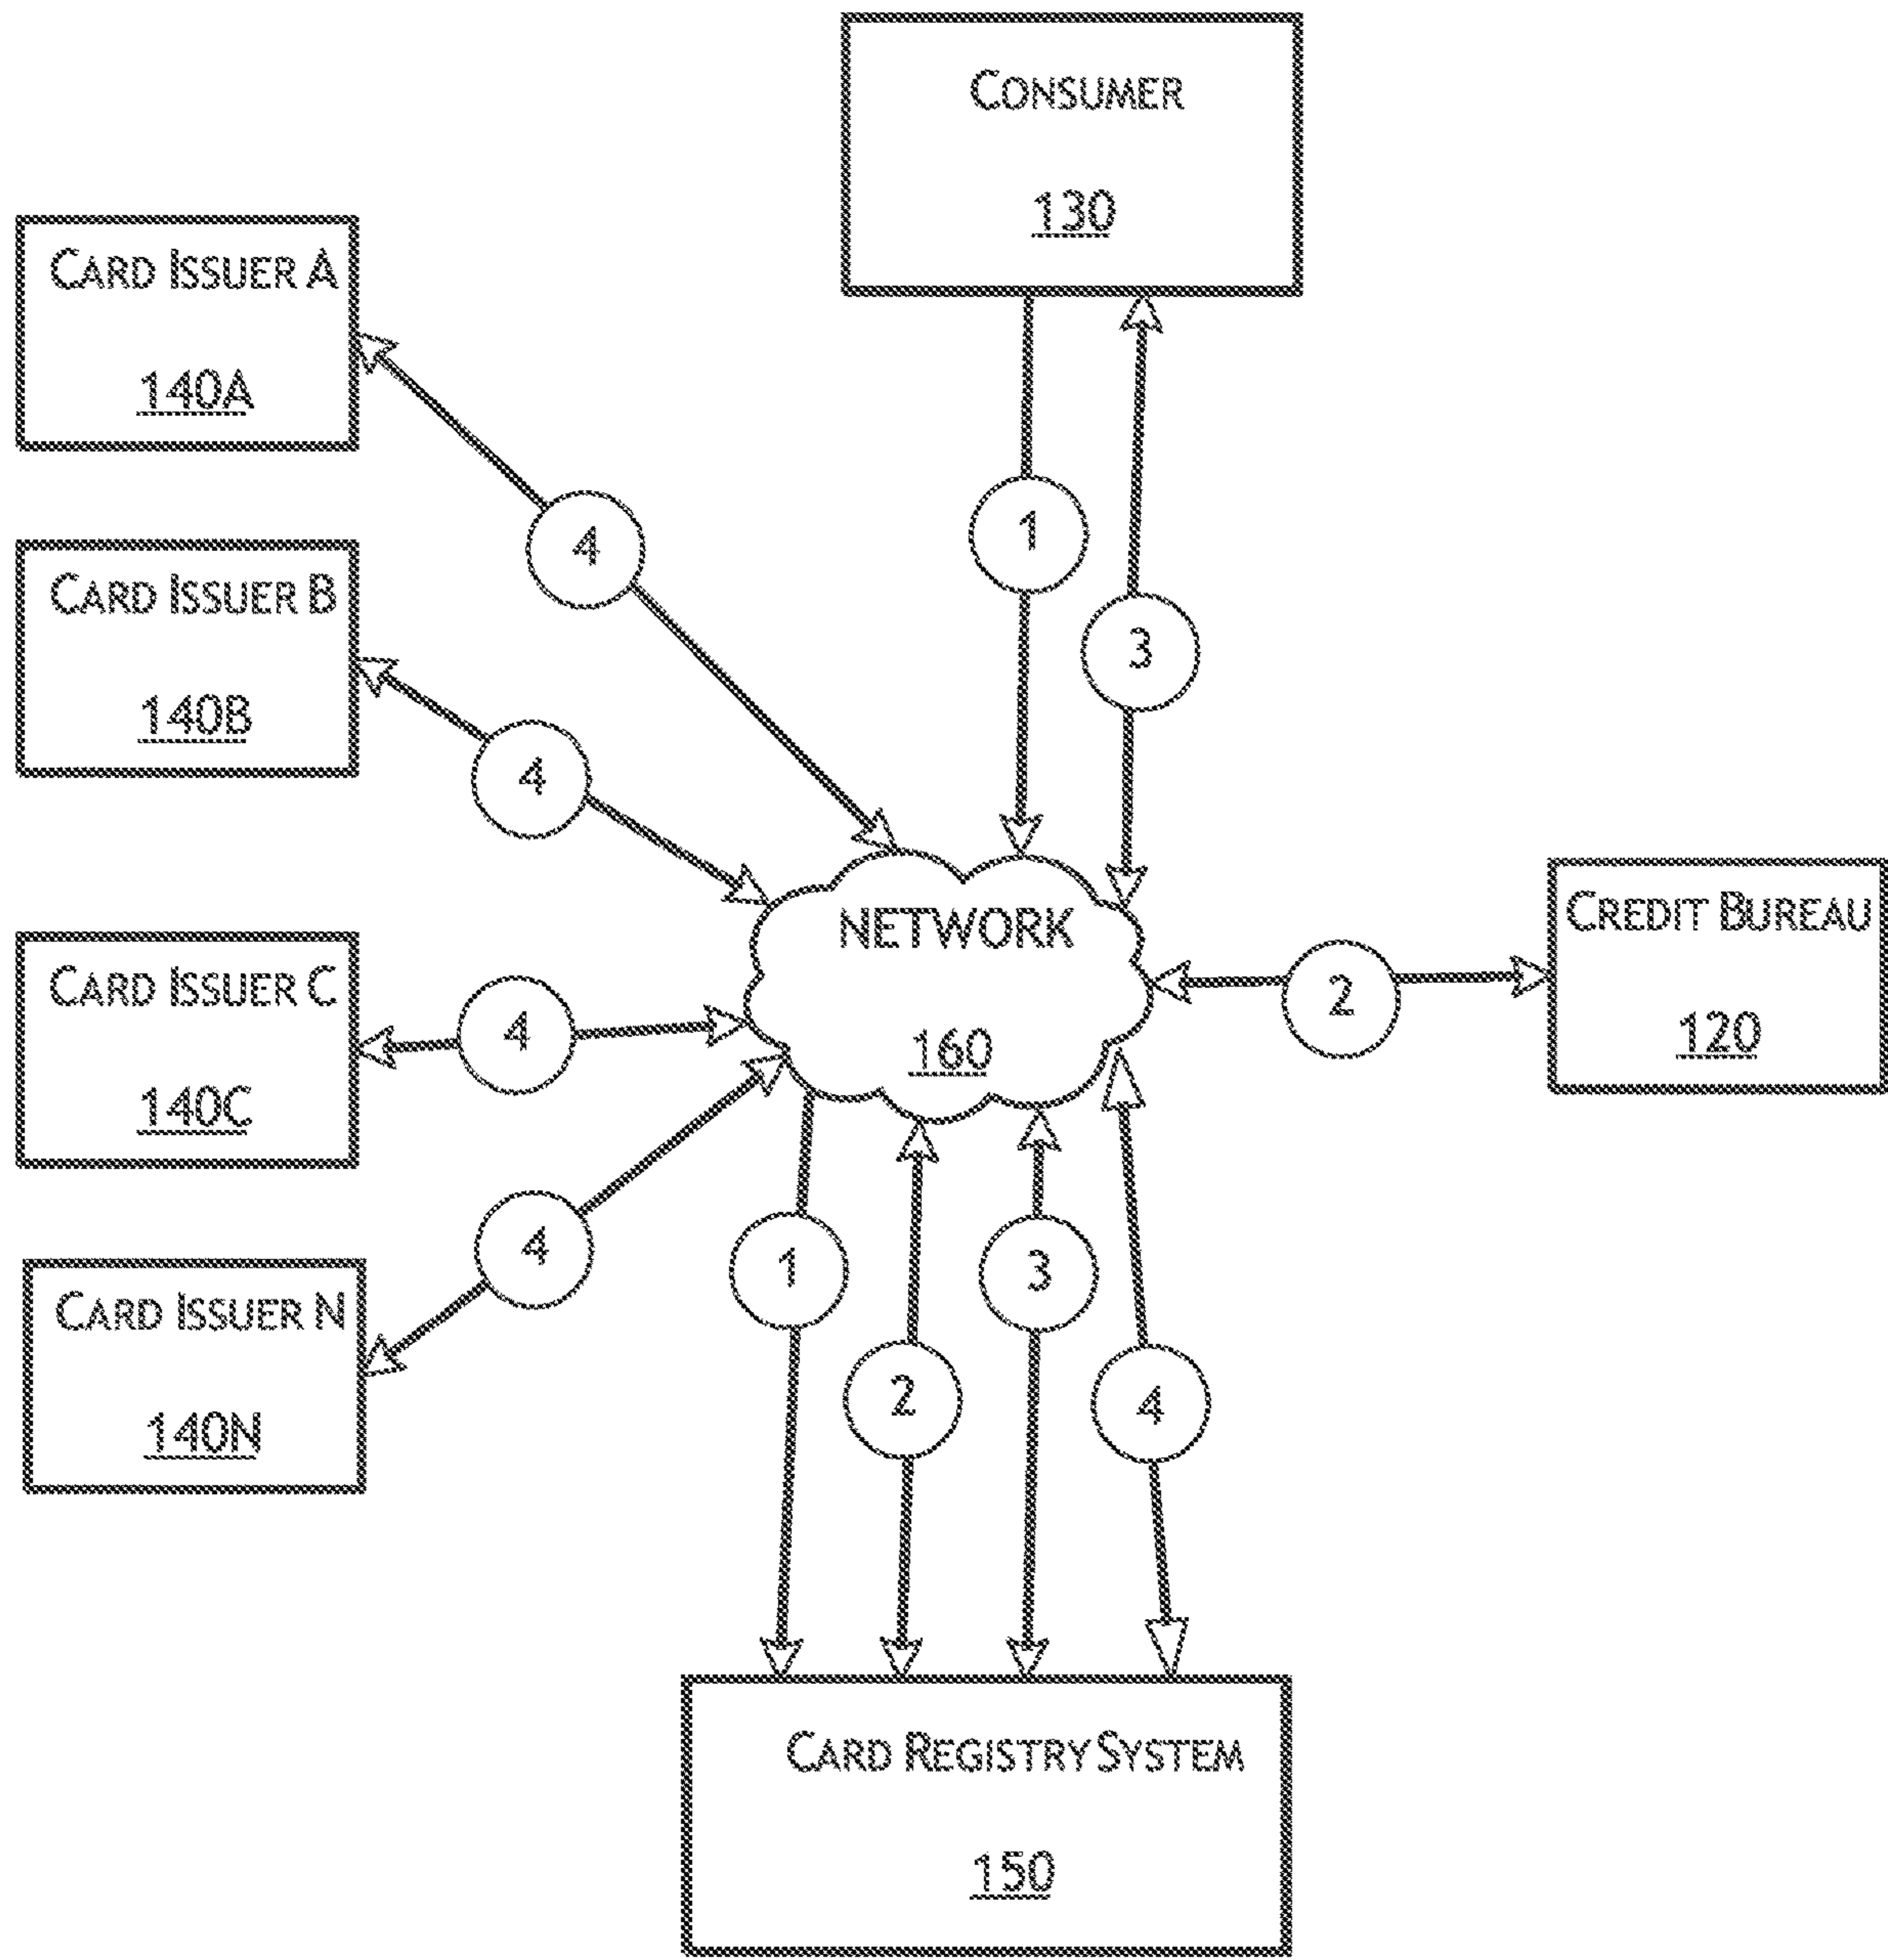 CONSUMER
130
CARD ISSUER A
140A
4
1
CARD ISSUER B
140B
3
4
NETWORK
160
CREDIT BUREAU
120
2
CARD ISSUER C
140C
4
CARD ISSUER N
140N
4
1
2
3
4
CARD REGISTRY SYSTEM
150